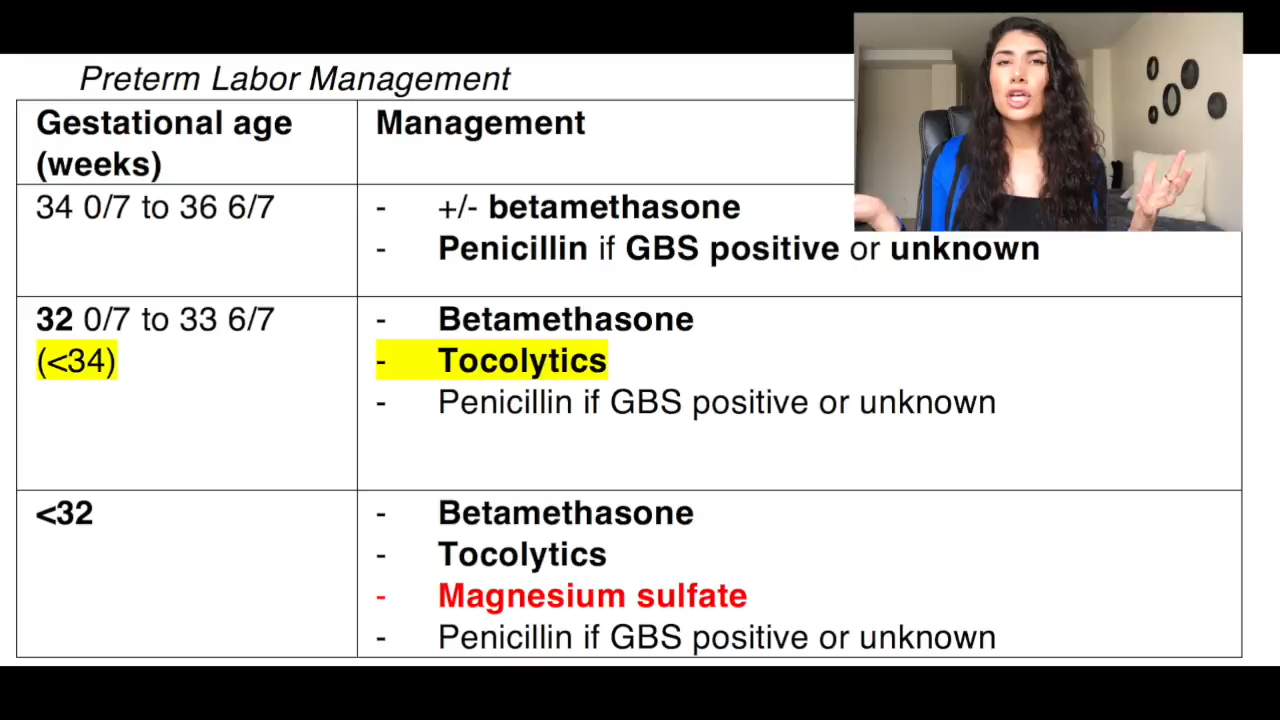 Preterm Labor Management
Gestational age
(weeks)
Management
34 0/7 to 36 6/7
- +/- betamethasone
- Penicillin if GBS positive or unknown
32 0/7 to 33 6/7
(<34)
- Betamethasone
- Tocolytics
- Penicillin if GBS positive or unknown
<32
- Betamethasone
- Tocolytics
- Magnesium sulfate
- Penicillin if GBS positive or unknown